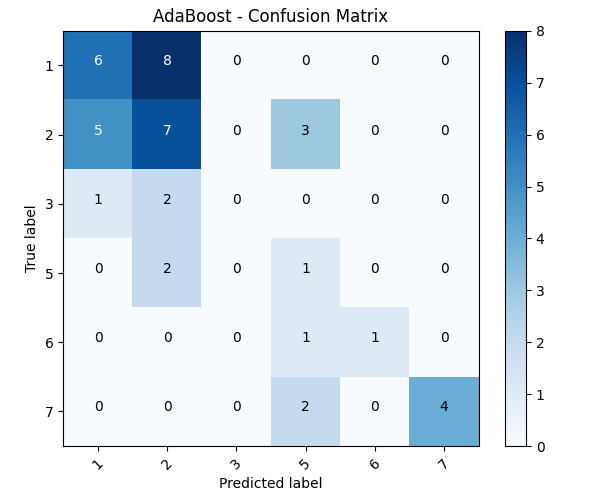 AdaBoost - Confusion Matrix
1 6 8 0 0 0 0
2 5 7 0 3 0 0
3 1 2 0 0 0 0
5 0 2 0 1 0 0
6 0 0 0 1 1 0
7 0 0 0 2 0 4
1 2 3 5 6 7
Predicted label
True label
8
7
6
5
4
3
2
1
0